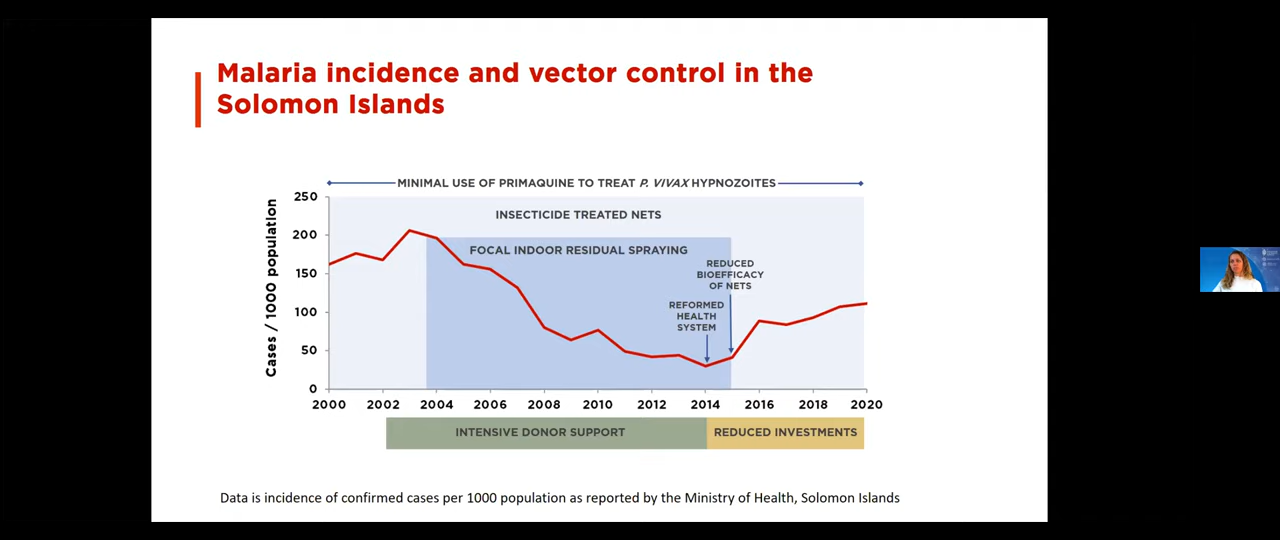 Malaria incidence and vector control in the
Solomon Islands
MINIMAL USE OF PRIMAQUINE TO TREAT P. VIVAX HYPNOZOITES
Cases / 1000 population
250
200
150
100
50
0
INSECTICIDE TREATED NETS
FOCAL INDOOR RESIDUAL SPRAYING
REDUCED
BIOEFFICACY
OF NETS
REFORMED
HEALTH
SYSTEM
2000 2002 2004 2006 2008 2010 2012 2014 2016 2018 2020
INTENSIVE DONOR SUPPORT
REDUCED INVESTMENTS
Data is incidence of confirmed cases per 1000 population as reported by the Ministry of Health, Solomon Islands